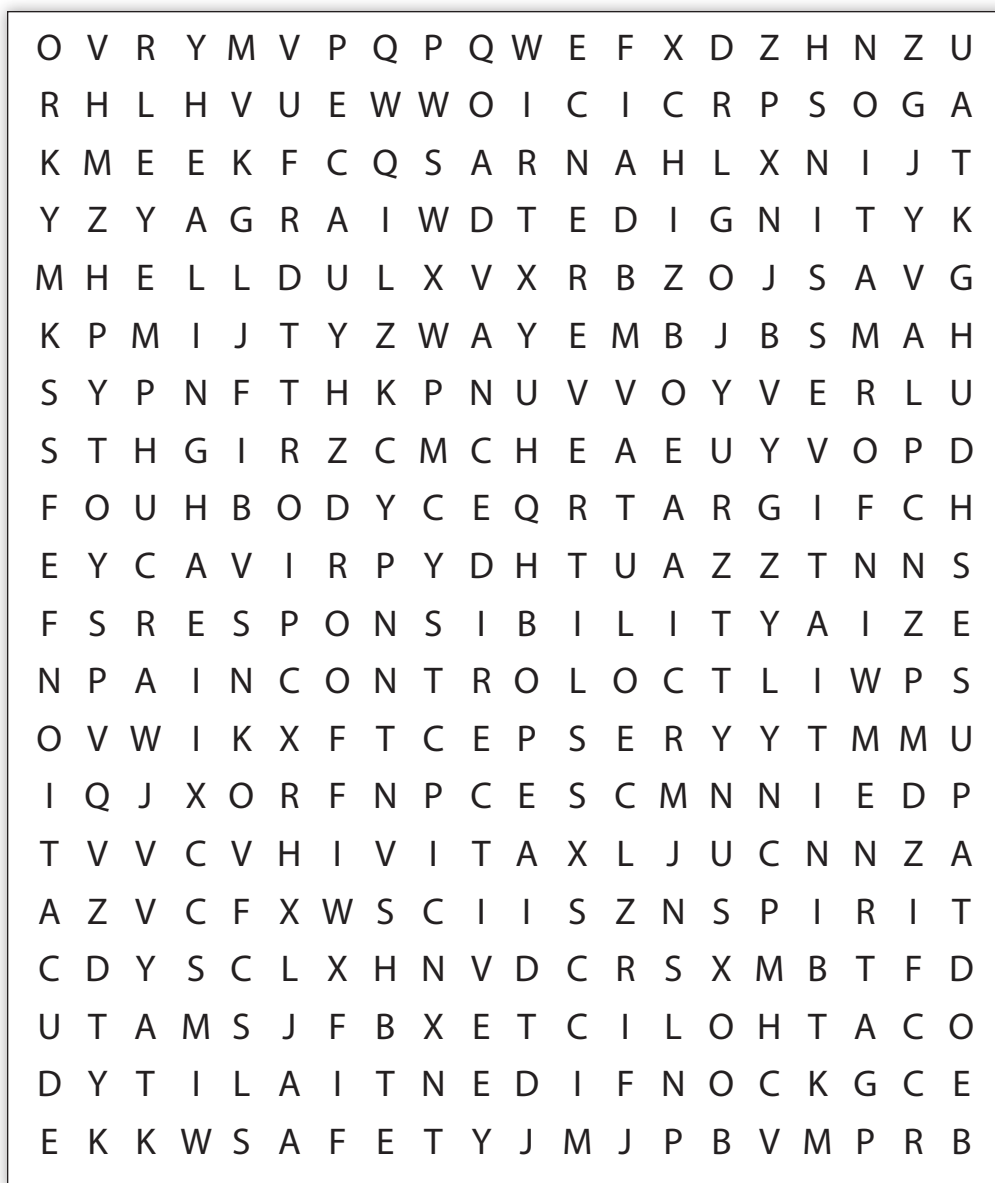 O V R Y M V P Q P Q W E F X D Z H N Z U
R H L H V U E W W O I C I C R P S O G A
K M E E K F C Q S A R N A H L X N I J T
Y Z Y A G R A I W D T E D I G N I T Y K
M H E L L D U L X V X R B Z O J S A V G
K P M I J T Y Z W A Y E M B J B S M A H
S Y P N F T H K P N U V V O Y V E R L U
S T H G I R Z C M C H E A E U Y V O P D
F O U H B O D Y C E Q R T A R G I F C H
E Y C A V I R P Y D H T U A Z Z T N N S
F S R E S P O N S I B I L I T Y A I Z E
N P A I N C O N T R O L O C T L I W P S
O V W I K X F T C E P S E R Y Y T M M U
I Q J X O R F N P C E S C M N N I E D P
T V V C V H I V I T A X L J U C N N Z A
A Z V C F X W S C I I S Z N S P I R I T
C D Y S C L X H N V D C R S X M B T F D
U T A M S J F B X E T C I L O H T A C O
D Y T I L A I T N E D I F N O C K G C E
E K K W S A F E T Y J M J P B V M P R B